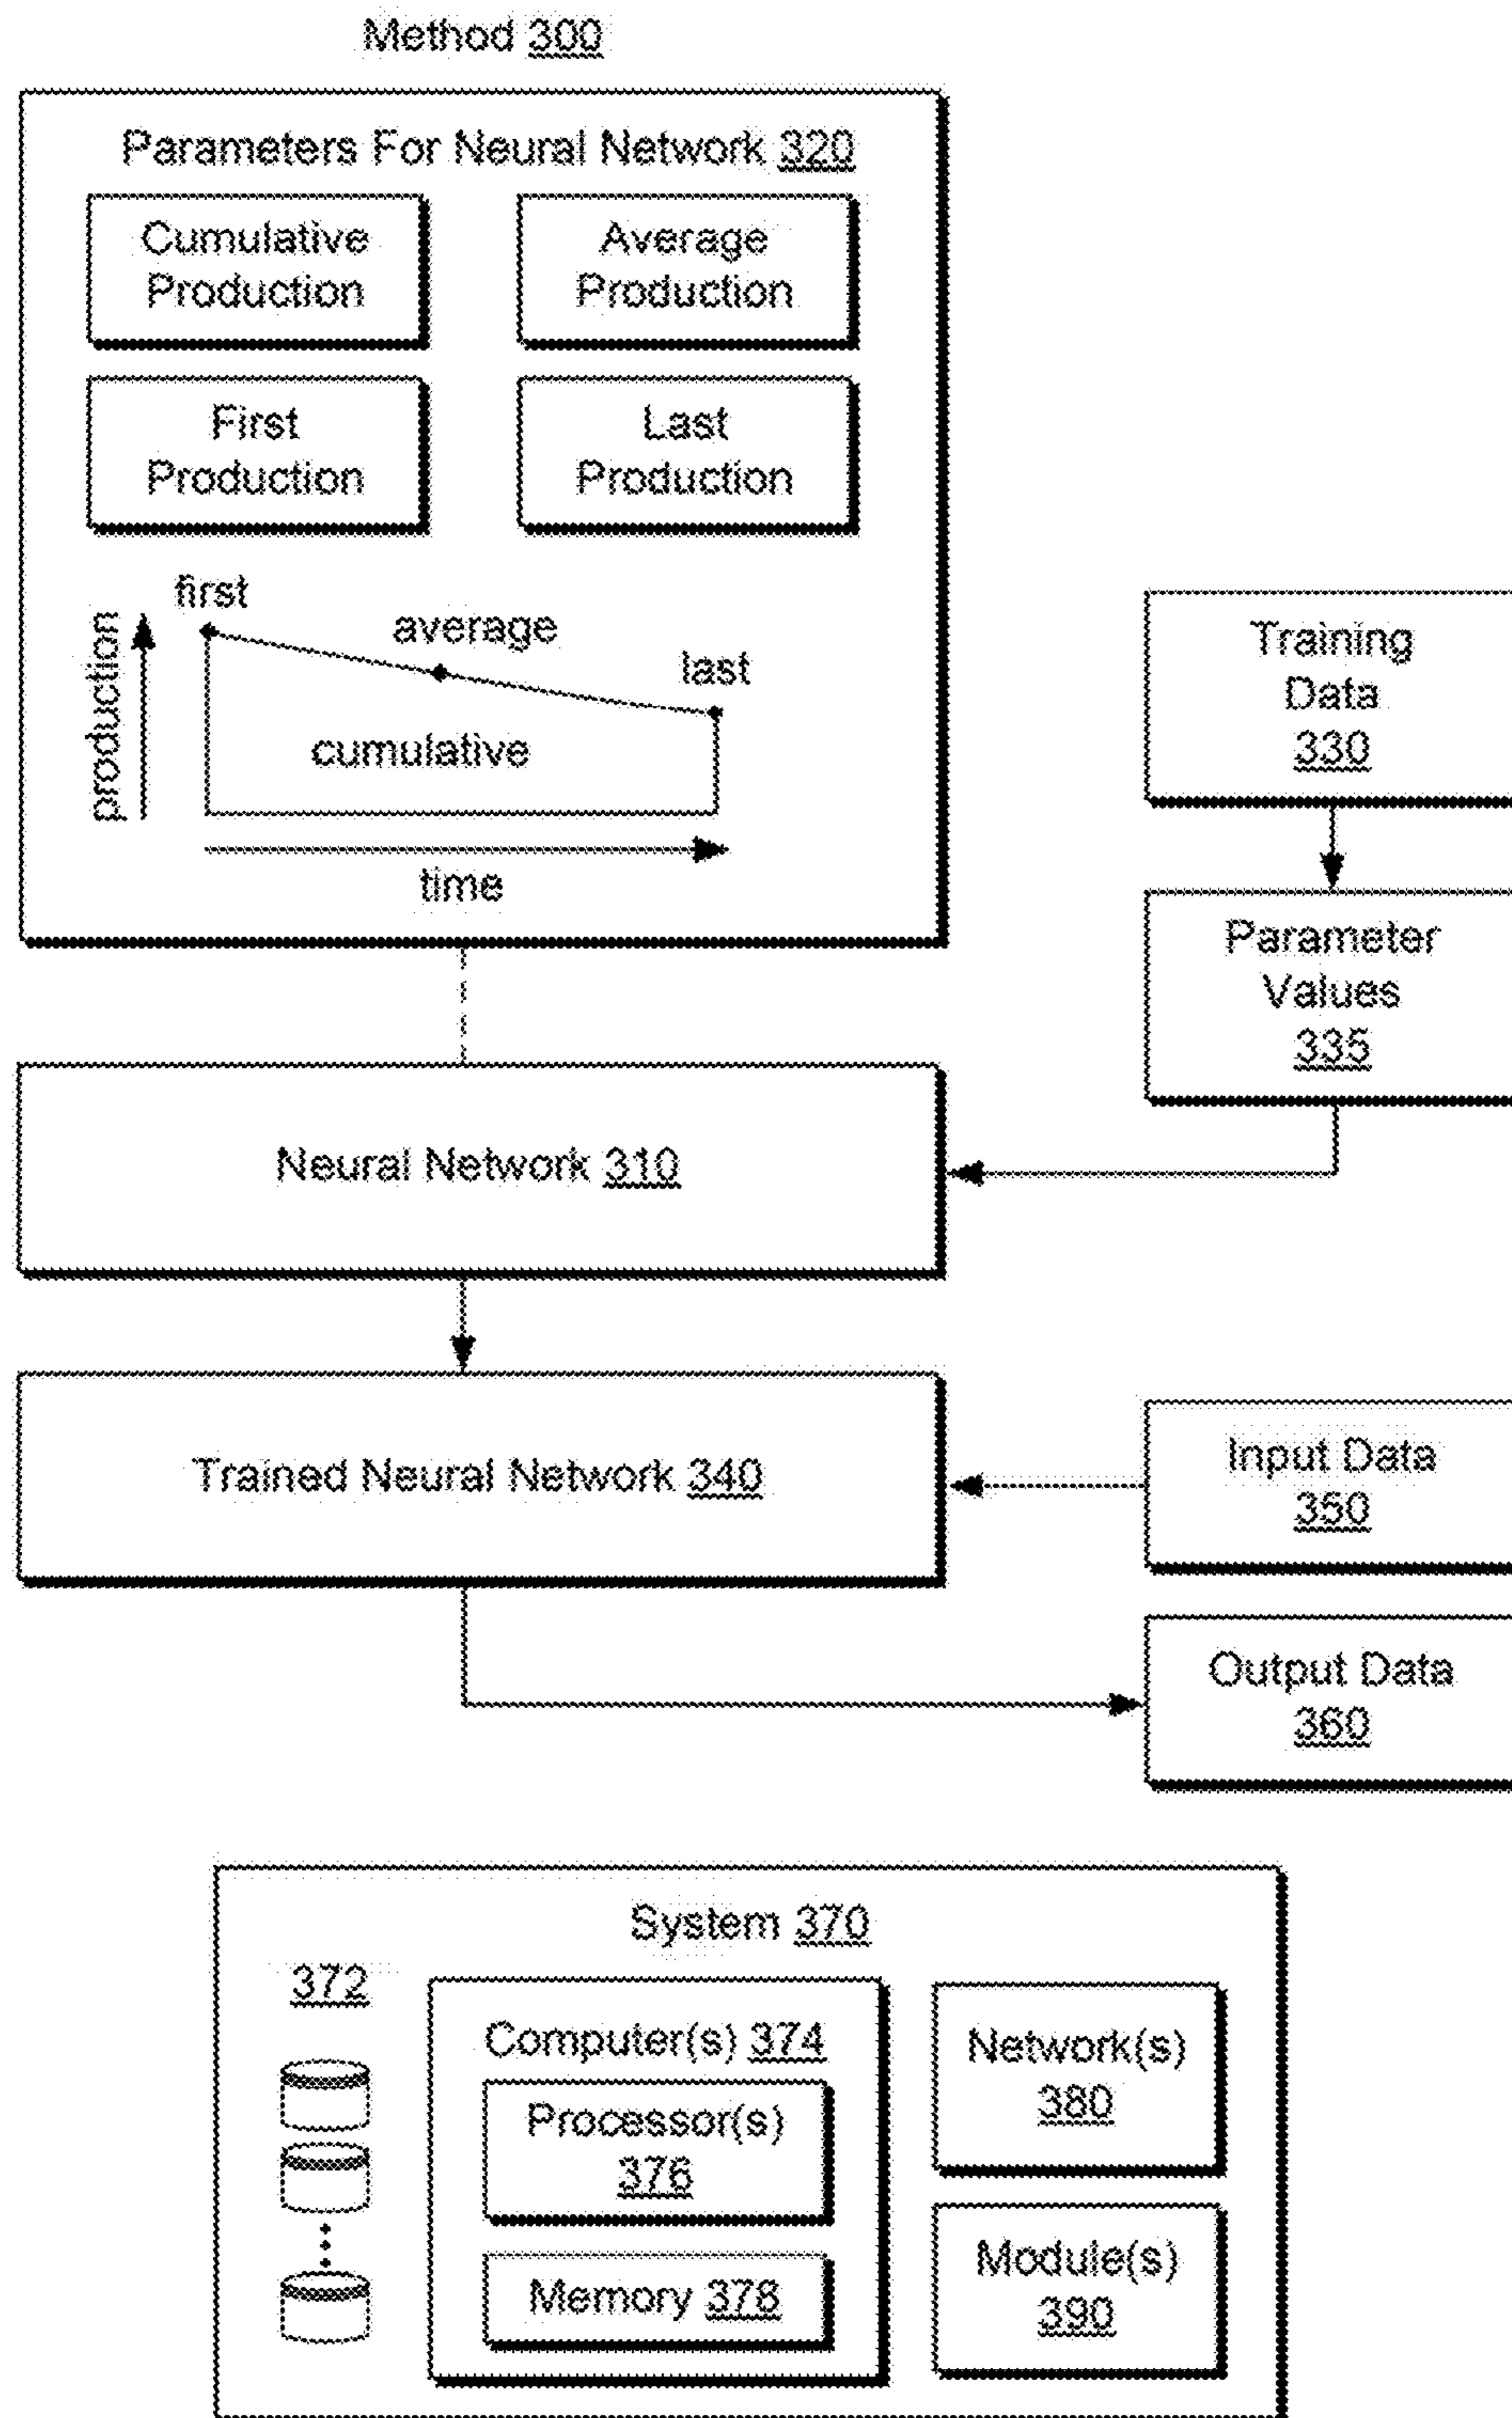 Method 300
Parameters For Neural Network 320
Cumulative
Production
Average
Production
First
Production
Last
Production
first
average
last
production
cumulative
time
Training
Data
330
Parameter
Values
335
Neural Network 310
Trained Neural Network 340
Input Data
350
Output Data
360
System 370
372
Computer(s) 374
Processor(s)
376
Memory 378
Network(s)
380
Module(s)
390